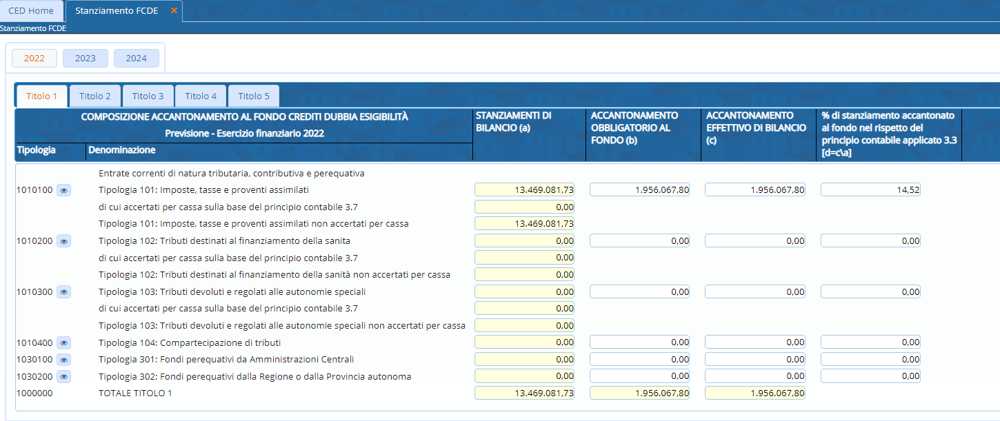 CED Home Stanziamento FCDE ×
Stanziamento FCDE
2022 2023 2024
Titolo 1 Titolo 2 Titolo 3 Titolo 4 Titolo 5
COMPOSIZIONE ACCANTONAMENTO AL FONDO CREDITI DUBBIA ESIGIBILITÀ
Previsione - Esercizio finanziario 2022
Tipologia Denominazione
STANZIAMENTI DI
BILANCIO (a)
ACCANTONAMENTO
OBBLIGATORIO AL
FONDO (b)
ACCANTONAMENTO
EFFETTIVO DI BILANCIO
(c)
% di stanziamento accantonato
al fondo nel rispetto del
principio contabile applicato 3.3
[d=c\a]
Entrate correnti di natura tributaria, contributiva e perequativa
1010100 Tipologia 101: Imposte, tasse e proventi assimilati 13.469.081,73 1.956.067,80 1.956.067,80 14,52
di cui accertati per cassa sulla base del principio contabile 3.7 0,00
Tipologia 101: Imposte, tasse e proventi assimilati non accertati per cassa 13.469.081,73
1010200 Tipologia 102: Tributi destinati al finanziamento della sanita 0,00 0,00 0,00 0,00
di cui accertati per cassa sulla base del principio contabile 3.7 0,00
Tipologia 102: Tributi destinati al finanziamento della sanità non accertati per cassa 0,00
1010300 Tipologia 103: Tributi devoluti e regolati alle autonomie speciali 0,00 0,00 0,00 0,00
di cui accertati per cassa sulla base del principio contabile 3.7 0,00
Tipologia 103: Tributi devoluti e regolati alle autonomie speciali non accertati per cassa 0,00
1010400 Tipologia 104: Compartecipazione di tributi 0,00 0,00 0,00 0,00
1030100 Tipologia 301: Fondi perequativi da Amministrazioni Centrali 0,00 0,00 0,00 0,00
1030200 Tipologia 302: Fondi perequativi dalla Regione o dalla Provincia autonoma 0,00 0,00 0,00 0,00
1000000 TOTALE TITOLO 1 13.469.081,73 1.956.067,80 1.956.067,80